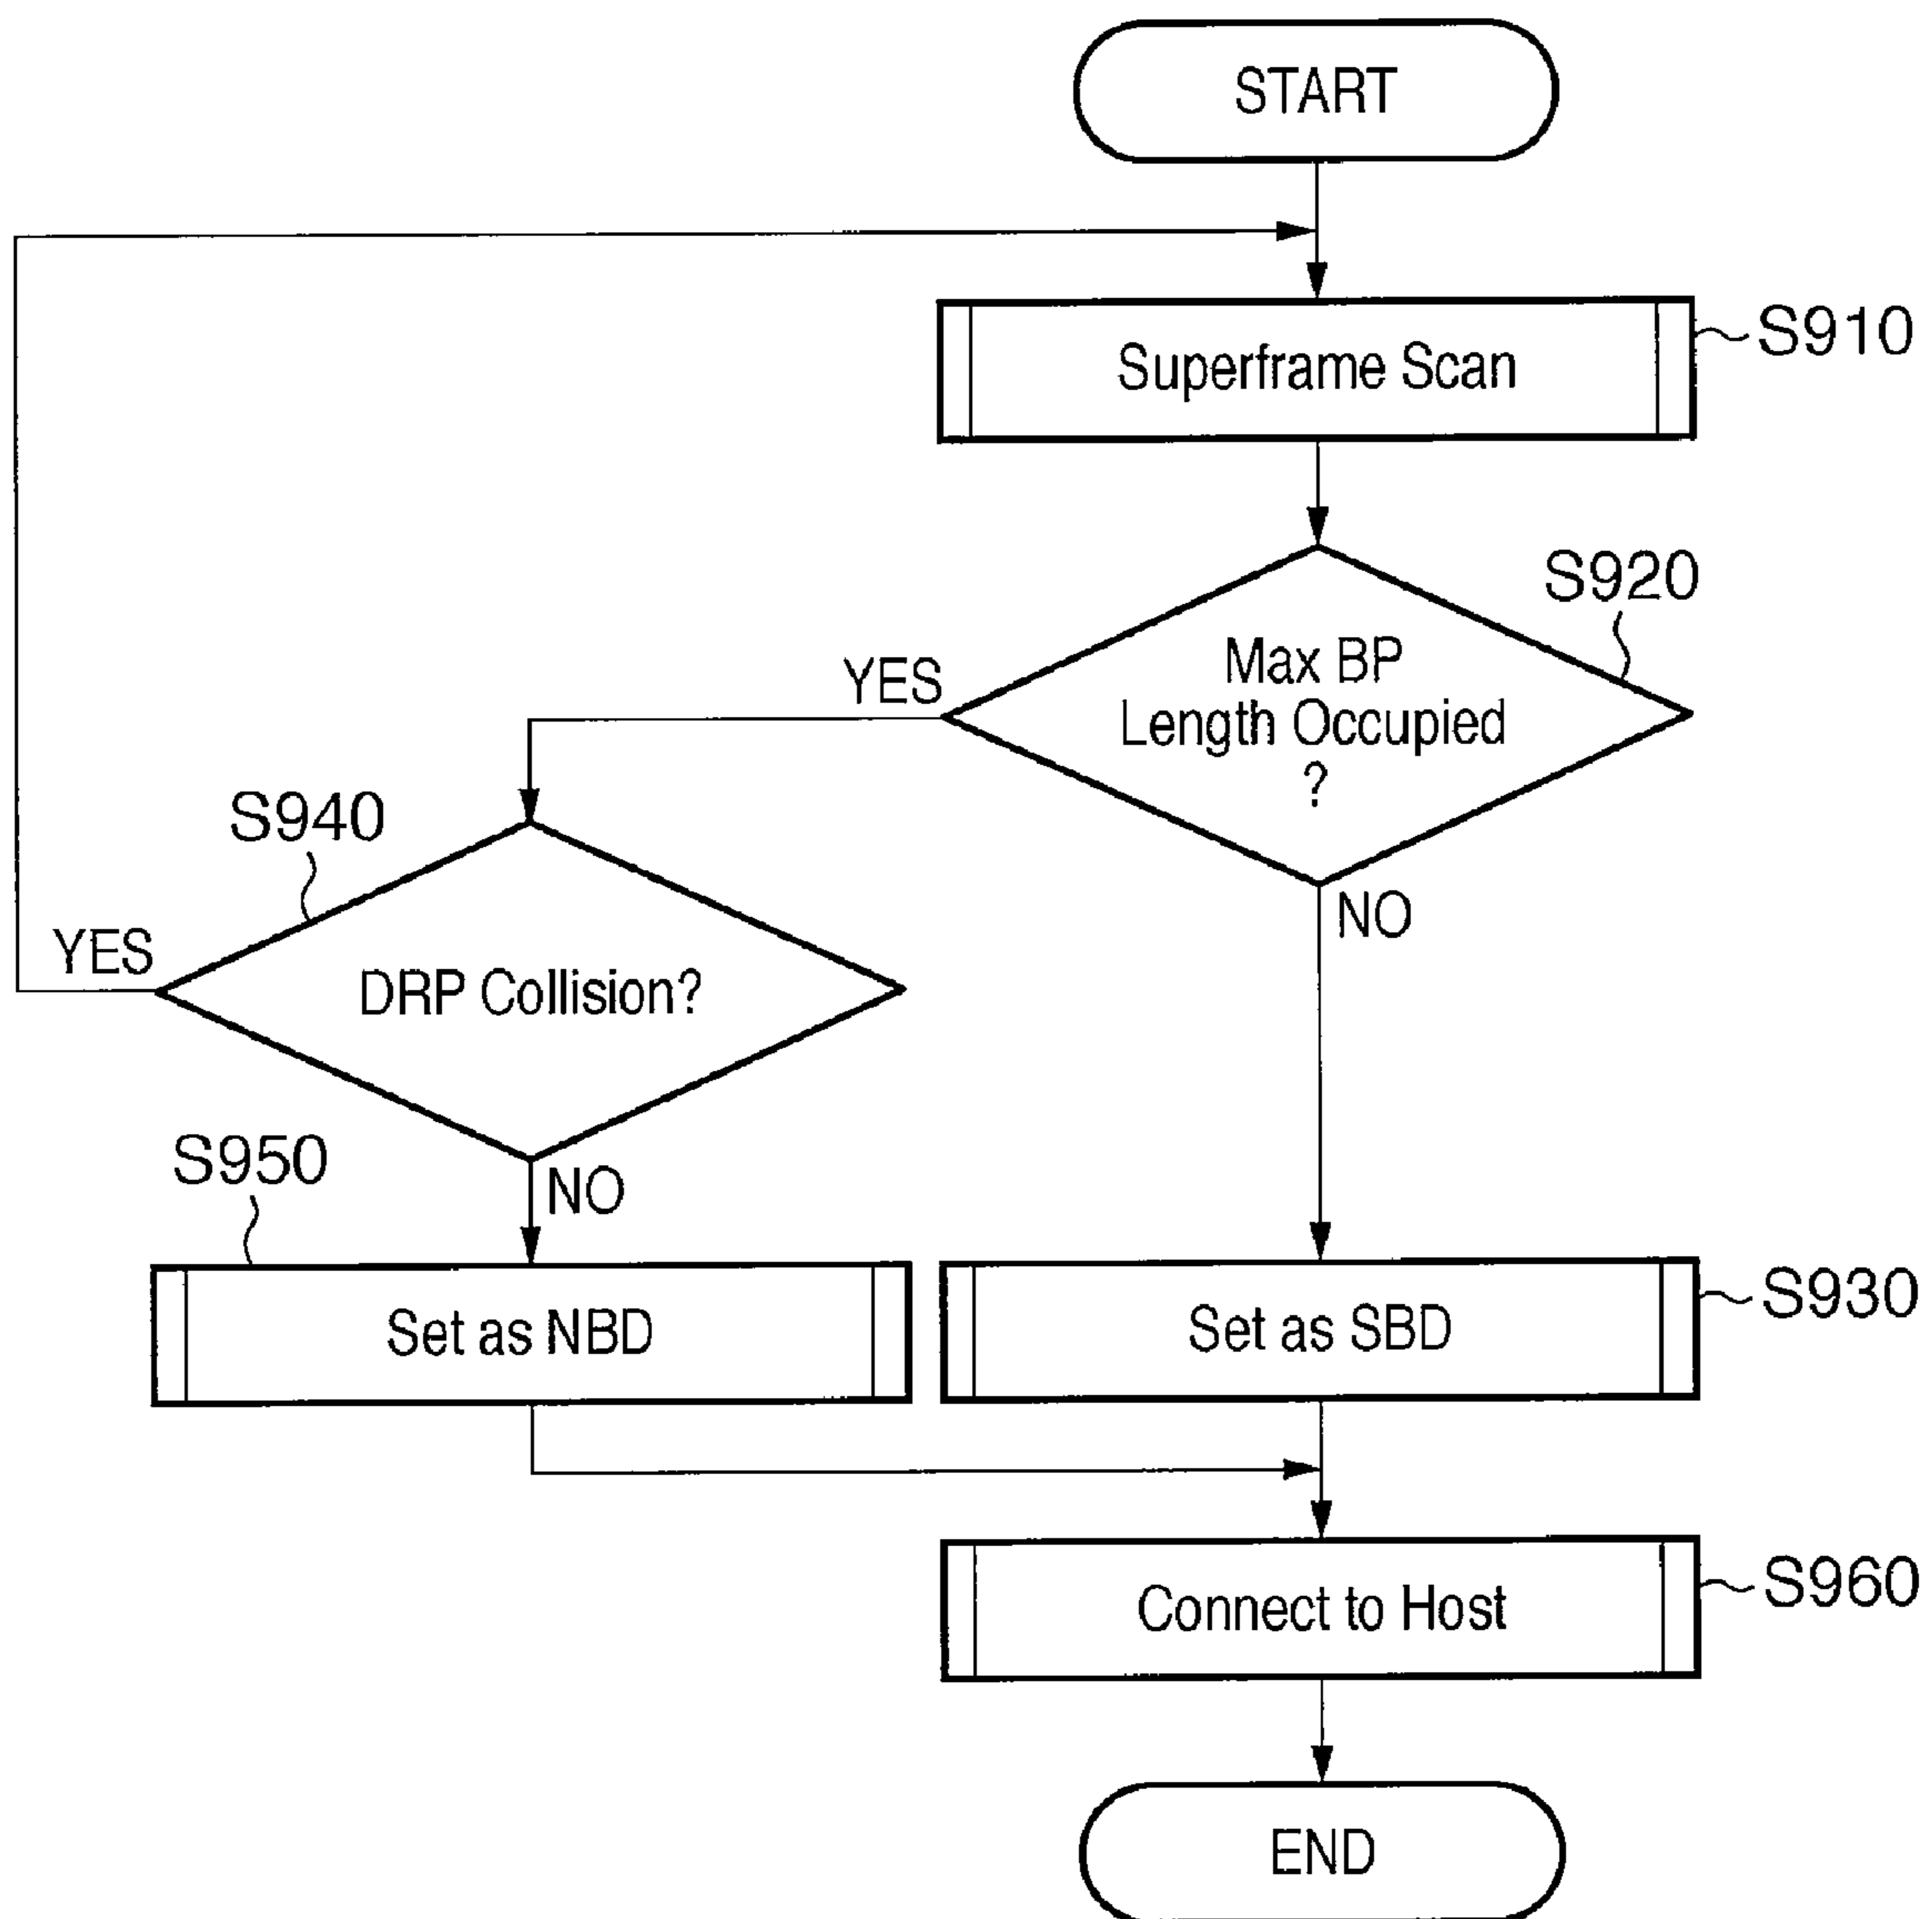 START
Superframe Scan
S910
S920
Max BP
Length Occupied
?
YES
NO
S940
DRP Collision?
YES
NO
S950
Set as NBD
Set as SBD
S930
Connect to Host
S960
END